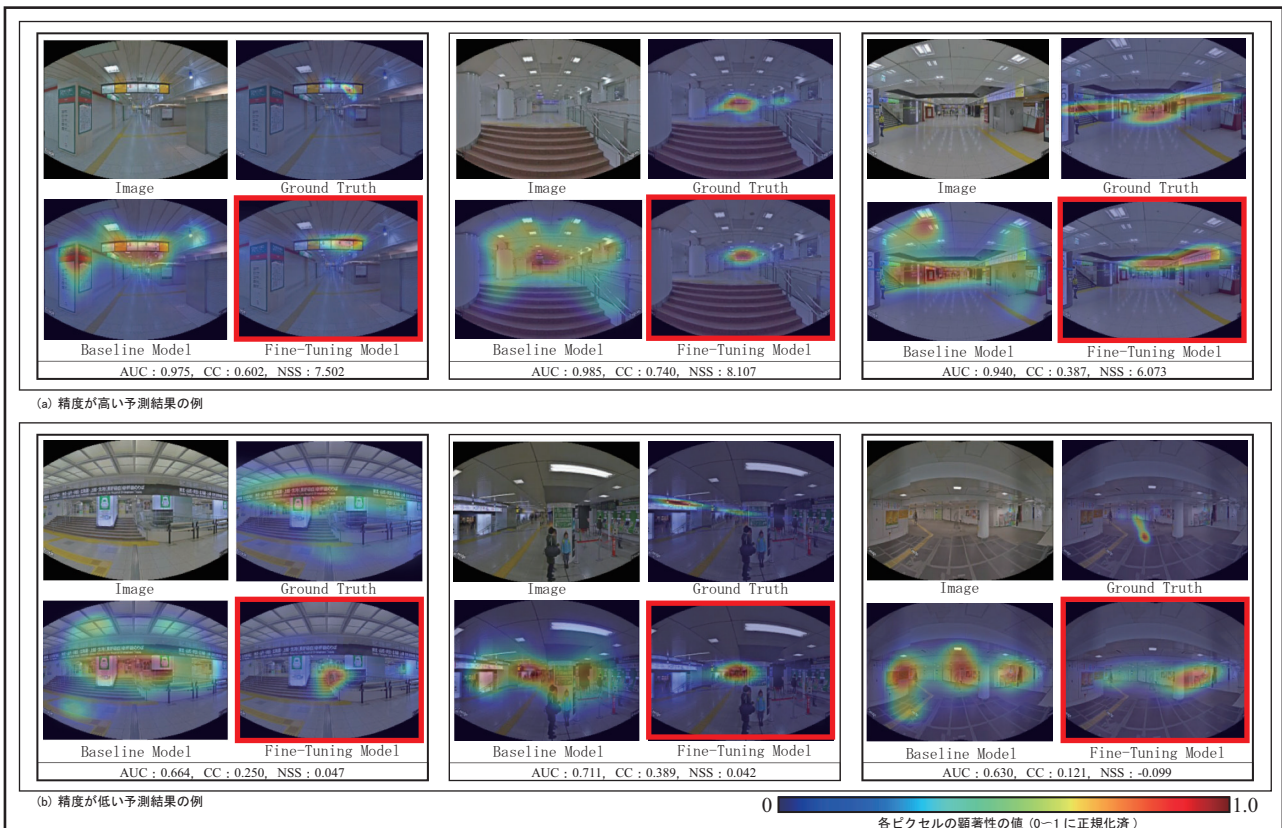 Image Ground Truth
Baseline Model Fine-Tuning Model
AUC : 0.975, CC : 0.602, NSS : 7.502
Image Ground Truth
Baseline Model Fine-Tuning Model
AUC : 0.985, CC : 0.740, NSS : 8.107
Image Ground Truth
Baseline Model Fine-Tuning Model
AUC : 0.940, CC : 0.387, NSS : 6.073
(a) 精度が高い予測結果の例
Image Ground Truth
Baseline Model Fine-Tuning Model
AUC : 0.664, CC : 0.250, NSS : 0.047
Image Ground Truth
Baseline Model Fine-Tuning Model
AUC : 0.711, CC : 0.389, NSS : 0.042
Image Ground Truth
Baseline Model Fine-Tuning Model
AUC : 0.630, CC : 0.121, NSS : -0.099
(b) 精度が低い予測結果の例
0 1.0
各ピクセルの顕著性の値 (0〜1 に正規化済 )